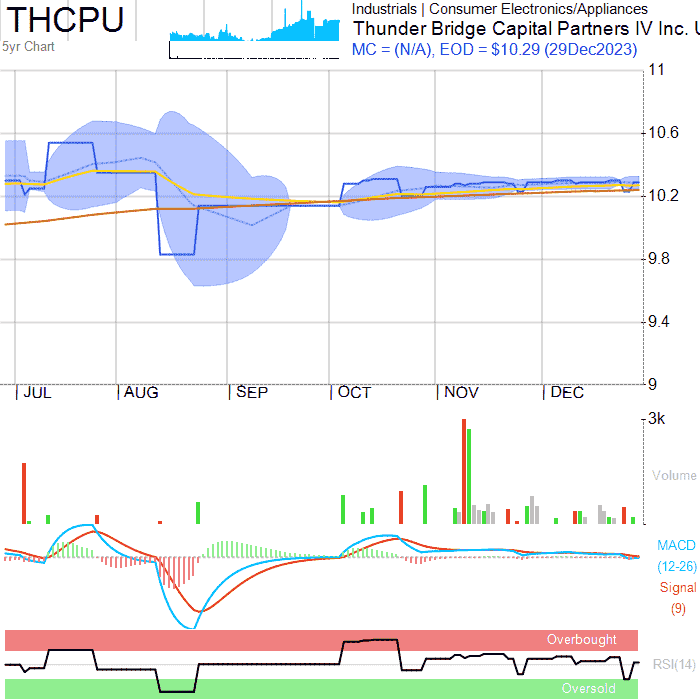 THCPU
5yr Chart
Industrials | Consumer Electronics/Appliances
Thunder Bridge Capital Partners IV Inc. U
MC = (N/A), EOD = $10.29 (29Dec2023)
11
10.6
10.2
9.8
9.4
9
JUL AUG SEP OCT NOV DEC
3k
Volume
MACD
(12-26)
Signal
(9)
Overbought
RSI(14)
Oversold